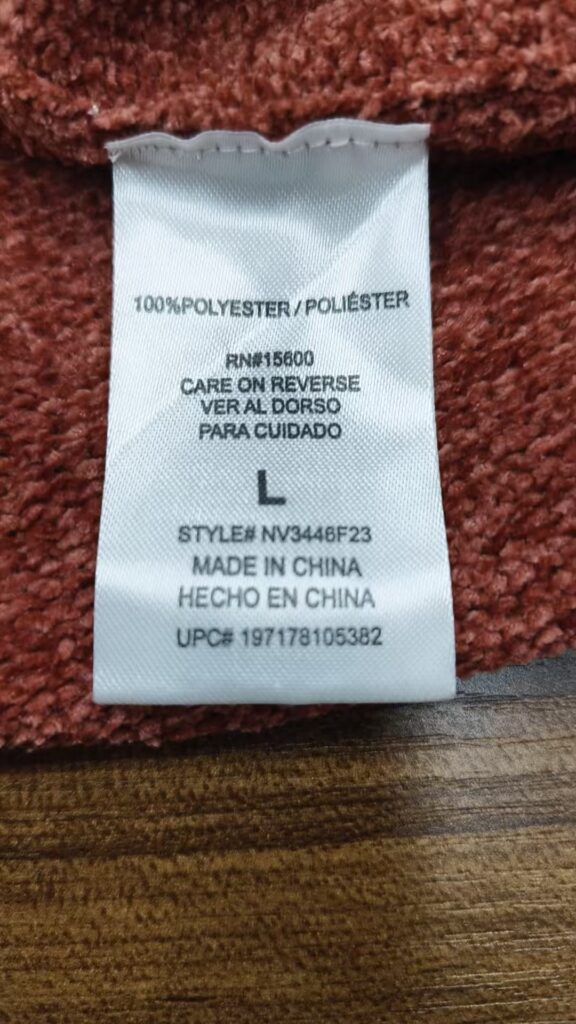 100%POLYESTER / POLIÉSTER
RN#15600
CARE ON REVERSE
VER AL DORSO
PARA CUIDADO
L
STYLE# NV3446F23
MADE IN CHINA
HECHO EN CHINA
UPC# 197178105382